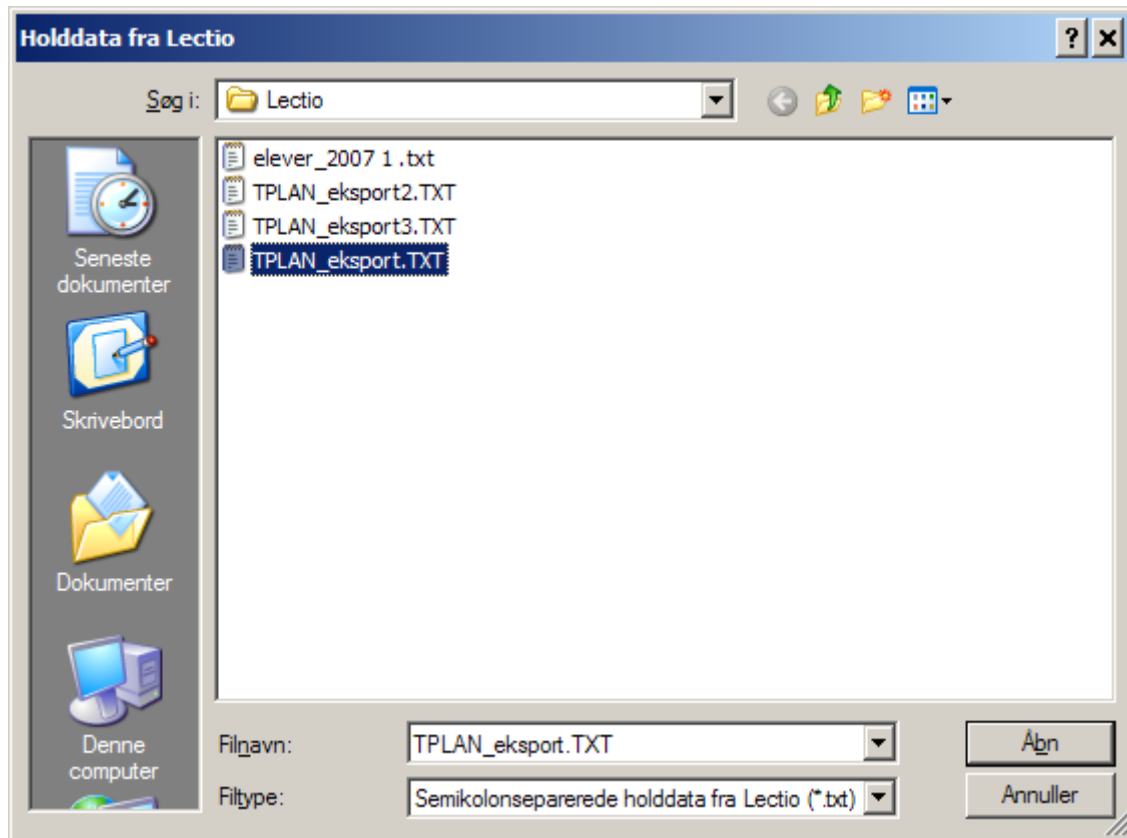 Holddata fra Lectio
Søg i:
Lectio
elever_2007 1 .txt
TPLAN_eksport2.TXT
TPLAN_eksport3.TXT
TPLAN_eksport.TXT
Seneste
dokumenter
Skrivebord
Dokumenter
Denne
computer
Filnavn:
TPLAN_eksport.TXT
Åbn
Filtype:
Semikolonseparerede holddata fra Lectio (*.txt)
Annuller